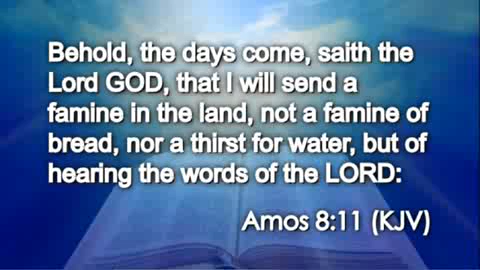 Behold, the days come, saith the
Lord GOD, that I will send a
famine in the land, not a famine of
bread, nor a thirst for water, but of
hearing the words of the LORD:
Amos 8:11 (KJV)